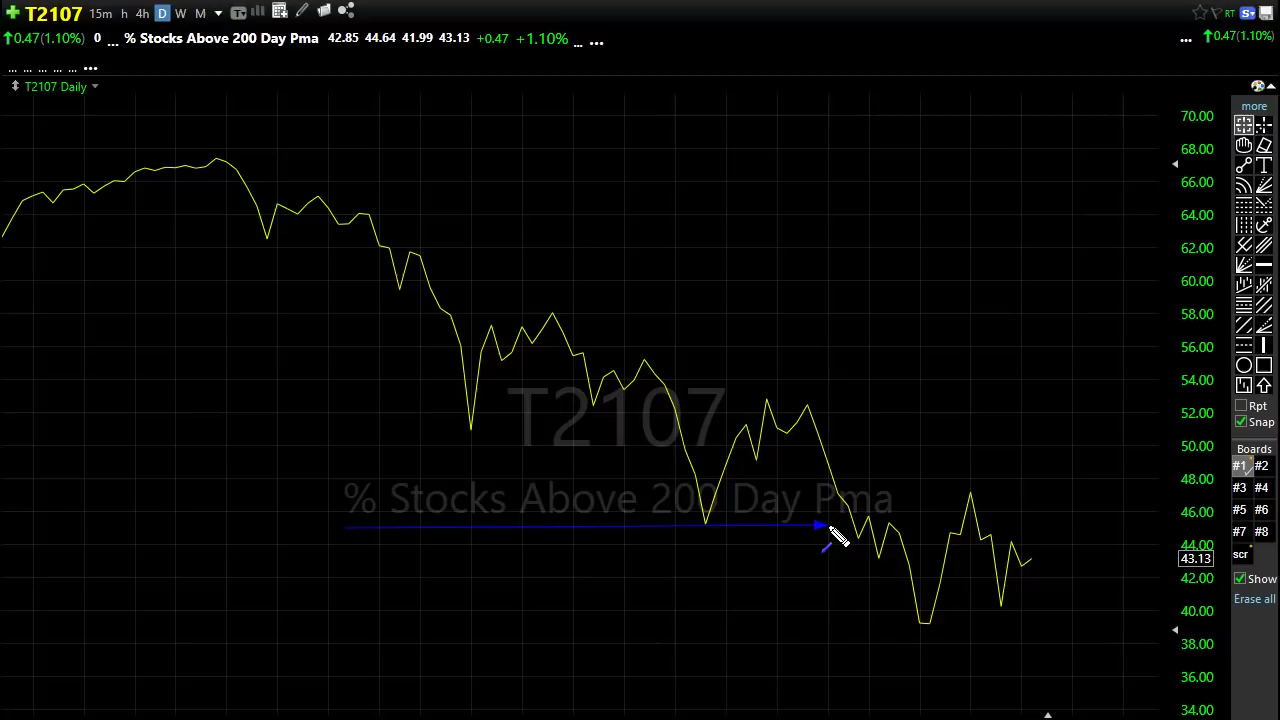 T2107 15m h 4h D W M T RT S
0.47(1.10%) 0 ... % Stocks Above 200 Day Pma 42.85 44.64 41.99 43.13 +0.47 +1.10% ... ... ... 0.47(1.10%)
... ... ... ... ... ...
T2107 Daily
more
70.00
68.00
66.00
64.00
62.00
60.00
58.00
56.00
54.00
52.00
50.00
48.00
46.00
44.00
43.13
42.00
40.00
38.00
36.00
34.00
T2107
% Stocks Above 200 Day Pma
T
Rpt
Snap
Boards
#1 #2
#3 #4
#5 #6
#7 #8
scr
Show
Erase all